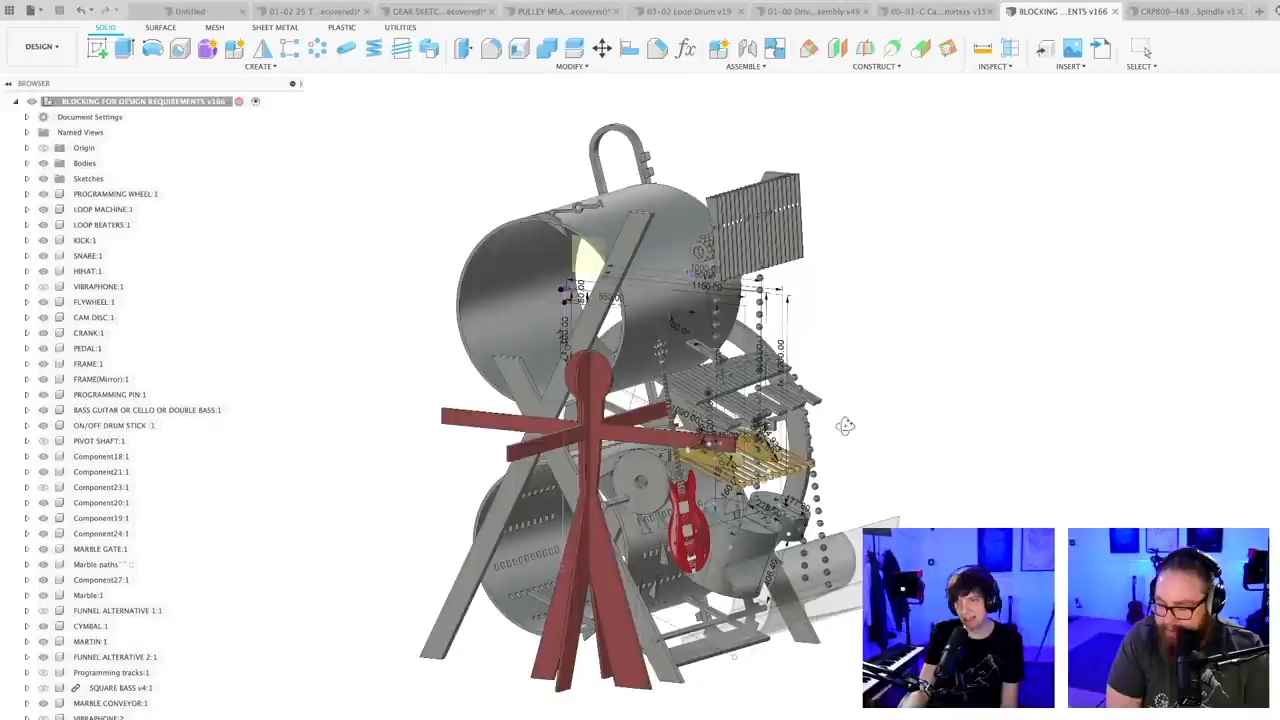 Untitled
01-02 25 T ...ecovered)*
GEAR SKETC...ecovered)*
PULLEY MEA...covered)*
03-02 Loop Drum v19
01-00 Driv...sembly v49
00-01-C Ca...meters v15
BLOCKING ...ENTS v166
CRP800-469...Spindle v3
SOLID SURFACE MESH SHEET METAL PLASTIC UTILITIES
DESIGN
CREATE MODIFY ASSEMBLE CONSTRUCT INSPECT INSERT SELECT
BROWSER
BLOCKING FOR DESIGN REQUIREMENTS v166
Document Settings
Named Views
Origin
Bodies
Sketches
PROGRAMMING WHEEL:1
LOOP MACHINE:1
LOOP BEATERS:1
KICK:1
SNARE:1
HIHAT:1
VIBRAPHONE:1
FLYWHEEL:1
CAM DISC:1
CRANK:1
PEDAL:1
FRAME:1
FRAME(Mirror):1
PROGRAMMING PIN:1
BASS GUITAR OR CELLO OR DOUBLE BASS:1
ON/OFF DRUM STICK :1
PIVOT SHAFT:1
Component18:1
Component21:1
Component23:1
Component20:1
Component19:1
Component24:1
MARBLE GATE:1
Marble paths
Component27:1
Marble:1
FUNNEL ALTERNATIVE 1:1
CYMBAL:1
MARTIN:1
FUNNEL ALTERATIVE 2:1
Programming tracks:1
SQUARE BASS v4:1
MARBLE CONVEYOR:1
VIBRAPHONE:2
1150.00